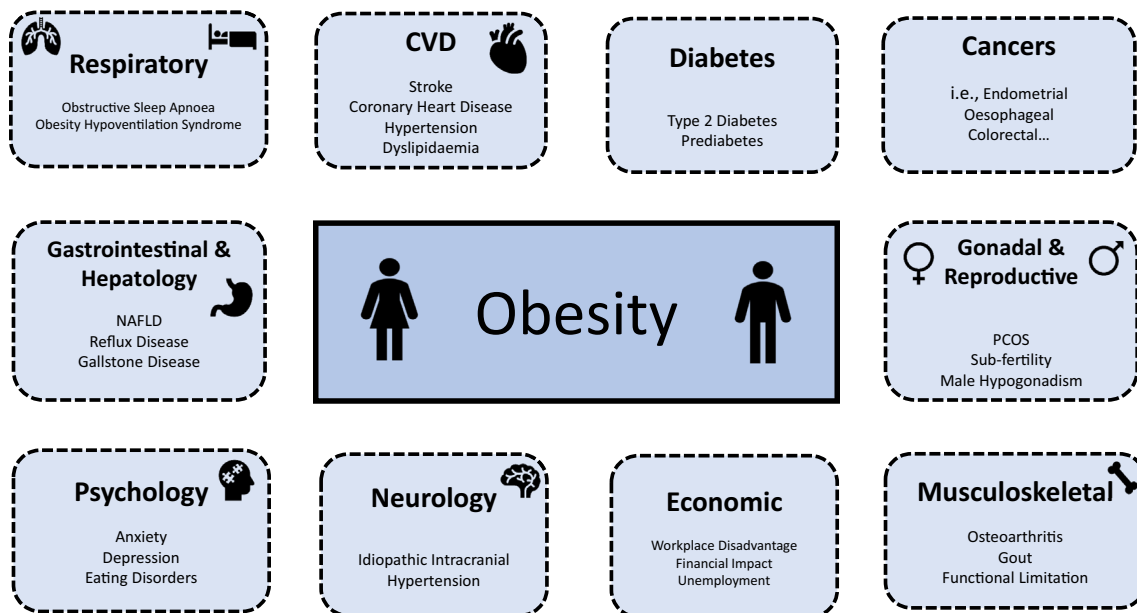 Respiratory
Obstructive Sleep Apnoea
Obesity Hypoventilation Syndrome
CVD
Stroke
Coronary Heart Disease
Hypertension
Dyslipidaemia
Diabetes
Type 2 Diabetes
Prediabetes
Cancers
i.e., Endometrial
Oesophageal
Colorectal...
Gastrointestinal &
Hepatology
NAFLD
Reflux Disease
Gallstone Disease
Obesity
Gonadal &
Reproductive
PCOS
Sub-fertility
Male Hypogonadism
Psychology
Anxiety
Depression
Eating Disorders
Neurology
Idiopathic Intracranial
Hypertension
Economic
Workplace Disadvantage
Financial Impact
Unemployment
Musculoskeletal
Osteoarthritis
Gout
Functional Limitation